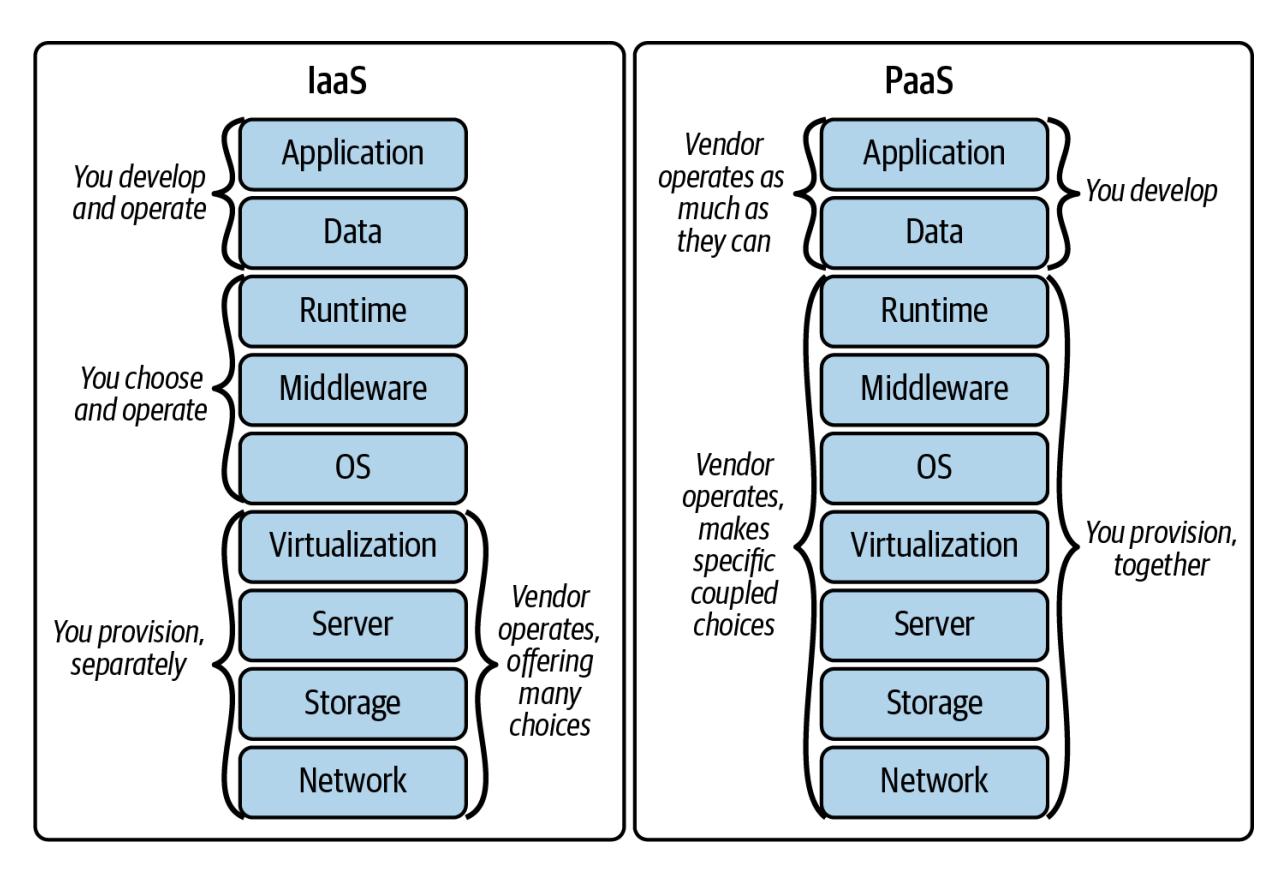 IaaS
You develop
and operate
Application
Data
You choose
and operate
Runtime
Middleware
OS
You provision,
separately
Virtualization
Server
Storage
Network
Vendor
operates,
offering
many
choices
PaaS
Vendor
operates as
much as
they can
Application
Data
You develop
Vendor
operates,
makes
specific
coupled
choices
Runtime
Middleware
OS
Virtualization
Server
Storage
Network
You provision,
together